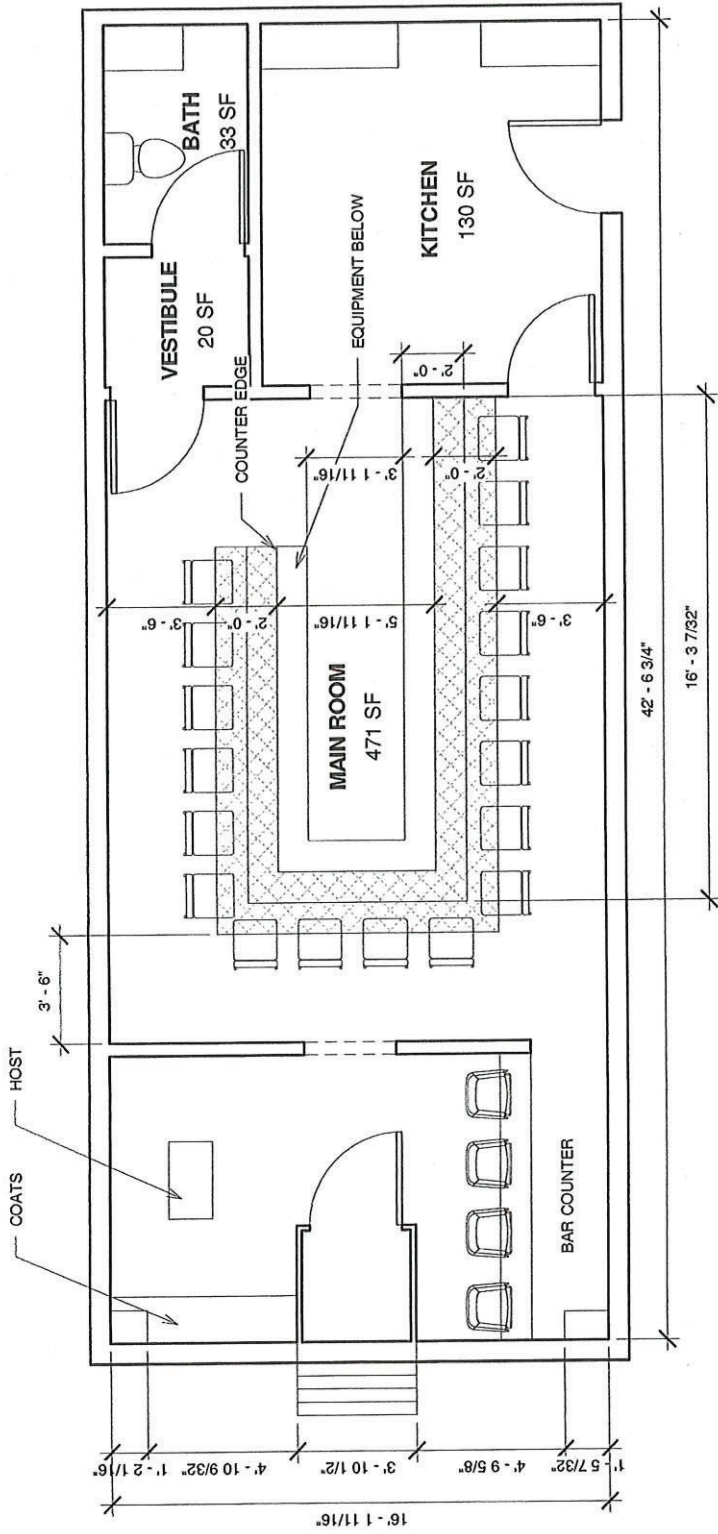 COATS
HOST
3' - 6"
VESTIBULE
20 SF
BATH
33 SF
COUNTER EDGE
EQUIPMENT BELOW
KITCHEN
130 SF
MAIN ROOM
471 SF
3' - 6"
2' - 0"
5' - 1 11/16"
3' - 6"
3' - 1 11/16"
2' - 0"
2' - 0"
BAR COUNTER
16' - 3 7/32"
42' - 6 3/4"
1' - 2 1/16"
4' - 10 9/32"
3' - 10 1/2"
4' - 9 5/8"
1' - 5 7/32"
16' - 1 11/16"